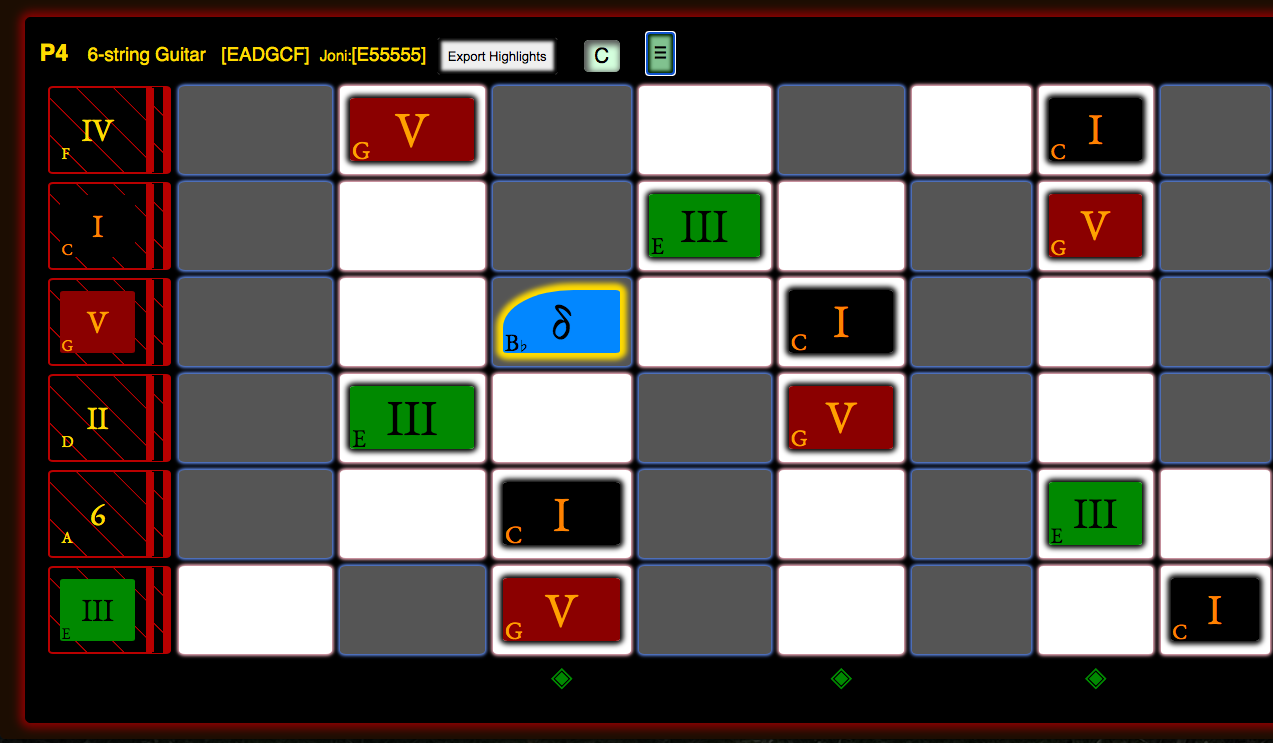 P4 6-string Guitar [EADGCF] Joni:[E55555] Export Highlights C ☰
IV F V G I C
I C III E V G
V G δ B♭ I C
II D III E V G
6 A I C III E
III E V G I C